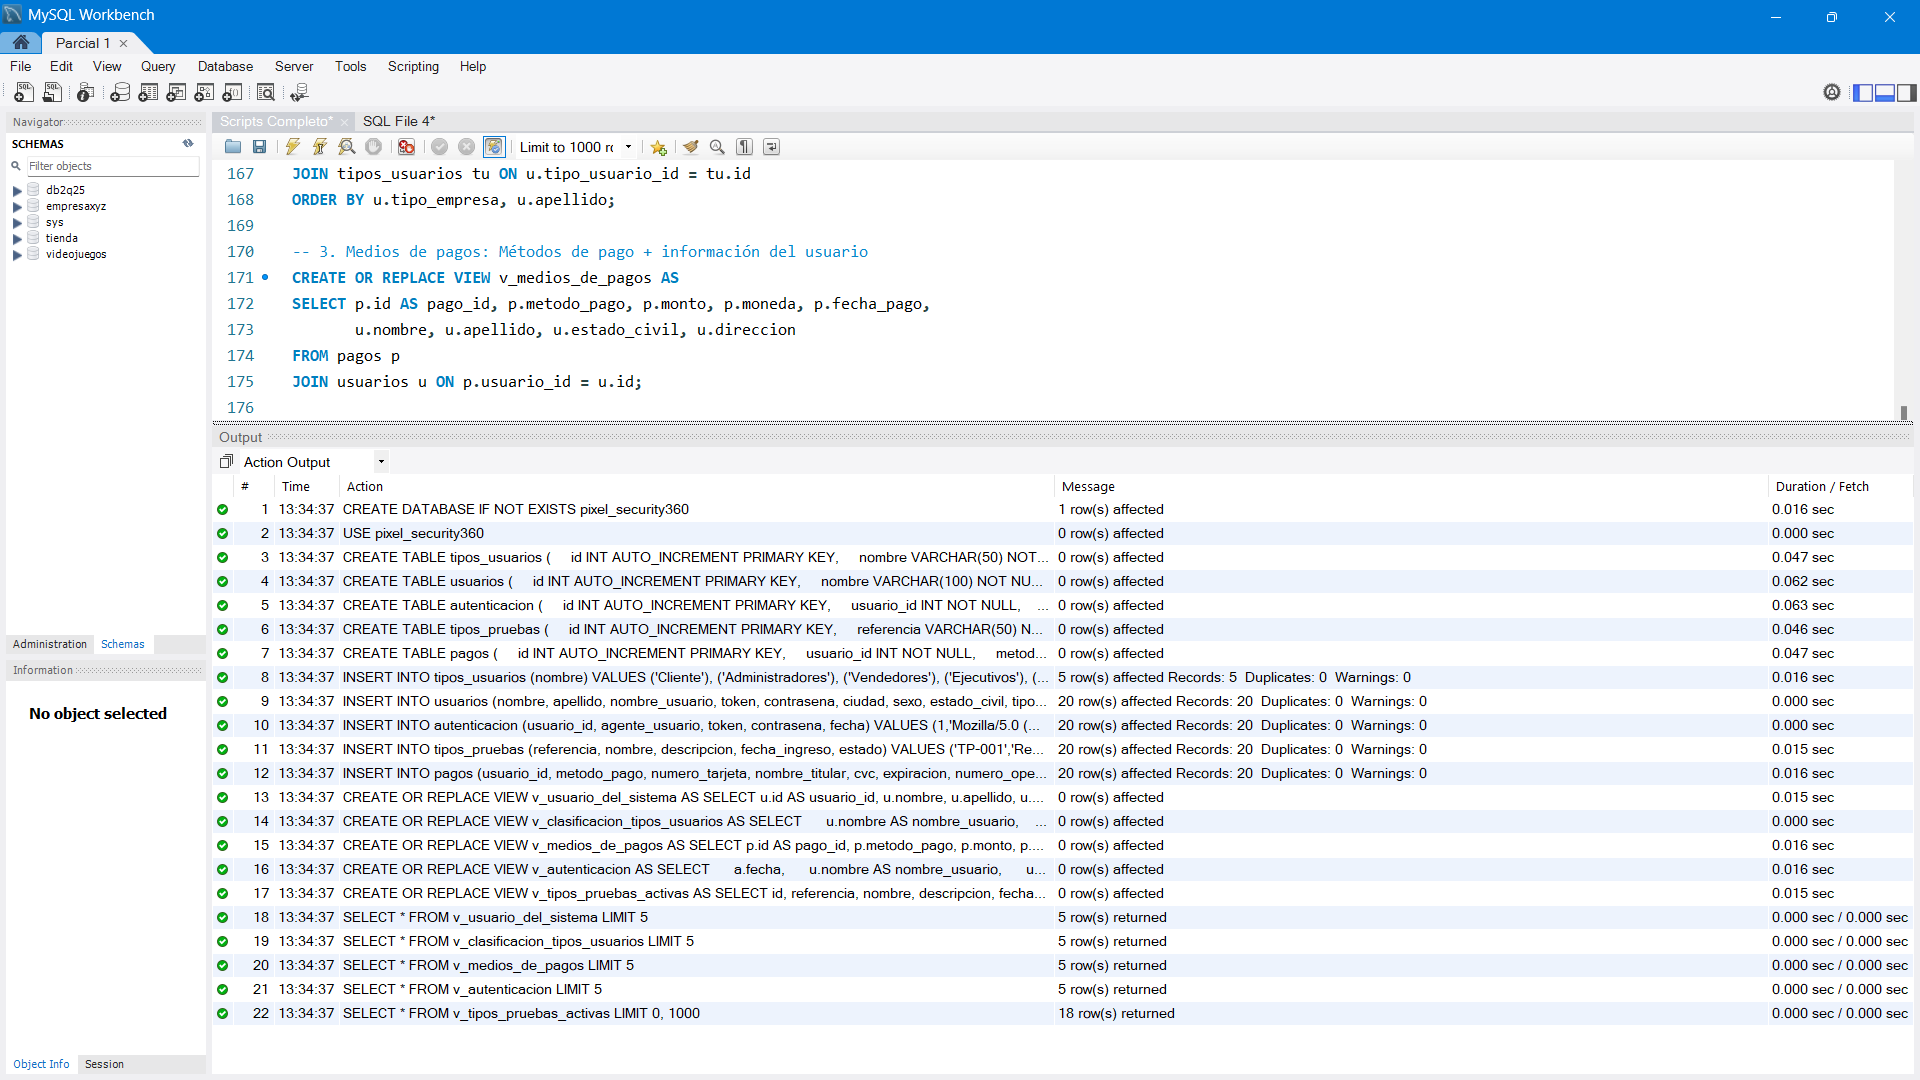 MySQL Workbench
Parcial 1
File Edit View Query Database Server Tools Scripting Help
Navigator
SCHEMAS
Filter objects
db2q25
empresaxyz
sys
tienda
videojuegos
Administration Schemas
Information
No object selected
Object Info Session
Scripts Completo* SQL File 4*
Limit to 1000 rc
167 JOIN tipos_usuarios tu ON u.tipo_usuario_id = tu.id
168 ORDER BY u.tipo_empresa, u.apellido;
169
170 -- 3. Medios de pagos: Métodos de pago + información del usuario
171 CREATE OR REPLACE VIEW v_medios_de_pagos AS
172 SELECT p.id AS pago_id, p.metodo_pago, p.monto, p.moneda, p.fecha_pago,
173 u.nombre, u.apellido, u.estado_civil, u.direccion
174 FROM pagos p
175 JOIN usuarios u ON p.usuario_id = u.id;
176
Output
Action Output
# Time Action Message Duration / Fetch
1 13:34:37 CREATE DATABASE IF NOT EXISTS pixel_security360 1 row(s) affected 0.016 sec
2 13:34:37 USE pixel_security360 0 row(s) affected 0.000 sec
3 13:34:37 CREATE TABLE tipos_usuarios ( id INT AUTO_INCREMENT PRIMARY KEY, nombre VARCHAR(50) NOT... 0 row(s) affected 0.047 sec
4 13:34:37 CREATE TABLE usuarios ( id INT AUTO_INCREMENT PRIMARY KEY, nombre VARCHAR(100) NOT NU... 0 row(s) affected 0.062 sec
5 13:34:37 CREATE TABLE autenticacion ( id INT AUTO_INCREMENT PRIMARY KEY, usuario_id INT NOT NULL, ... 0 row(s) affected 0.063 sec
6 13:34:37 CREATE TABLE tipos_pruebas ( id INT AUTO_INCREMENT PRIMARY KEY, referencia VARCHAR(50) N... 0 row(s) affected 0.046 sec
7 13:34:37 CREATE TABLE pagos ( id INT AUTO_INCREMENT PRIMARY KEY, usuario_id INT NOT NULL, metod... 0 row(s) affected 0.047 sec
8 13:34:37 INSERT INTO tipos_usuarios (nombre) VALUES ('Cliente'), ('Administradores'), ('Vendedores'), ('Ejecutivos'), (... 5 row(s) affected Records: 5 Duplicates: 0 Warnings: 0 0.016 sec
9 13:34:37 INSERT INTO usuarios (nombre, apellido, nombre_usuario, token, contrasena, ciudad, sexo, estado_civil, tipo... 20 row(s) affected Records: 20 Duplicates: 0 Warnings: 0 0.000 sec
10 13:34:37 INSERT INTO autenticacion (usuario_id, agente_usuario, token, contrasena, fecha) VALUES (1,'Mozilla/5.0 (... 20 row(s) affected Records: 20 Duplicates: 0 Warnings: 0 0.000 sec
11 13:34:37 INSERT INTO tipos_pruebas (referencia, nombre, descripcion, fecha_ingreso, estado) VALUES ('TP-001','Re... 20 row(s) affected Records: 20 Duplicates: 0 Warnings: 0 0.015 sec
12 13:34:37 INSERT INTO pagos (usuario_id, metodo_pago, numero_tarjeta, nombre_titular, cvc, expiracion, numero_ope... 20 row(s) affected Records: 20 Duplicates: 0 Warnings: 0 0.016 sec
13 13:34:37 CREATE OR REPLACE VIEW v_usuario_del_sistema AS SELECT u.id AS usuario_id, u.nombre, u.apellido, u.... 0 row(s) affected 0.015 sec
14 13:34:37 CREATE OR REPLACE VIEW v_clasificacion_tipos_usuarios AS SELECT u.nombre AS nombre_usuario, ... 0 row(s) affected 0.000 sec
15 13:34:37 CREATE OR REPLACE VIEW v_medios_de_pagos AS SELECT p.id AS pago_id, p.metodo_pago, p.monto, p.... 0 row(s) affected 0.016 sec
16 13:34:37 CREATE OR REPLACE VIEW v_autenticacion AS SELECT a.fecha, u.nombre AS nombre_usuario, u... 0 row(s) affected 0.016 sec
17 13:34:37 CREATE OR REPLACE VIEW v_tipos_pruebas_activas AS SELECT id, referencia, nombre, descripcion, fecha... 0 row(s) affected 0.015 sec
18 13:34:37 SELECT * FROM v_usuario_del_sistema LIMIT 5 5 row(s) returned 0.000 sec / 0.000 sec
19 13:34:37 SELECT * FROM v_clasificacion_tipos_usuarios LIMIT 5 5 row(s) returned 0.000 sec / 0.000 sec
20 13:34:37 SELECT * FROM v_medios_de_pagos LIMIT 5 5 row(s) returned 0.000 sec / 0.000 sec
21 13:34:37 SELECT * FROM v_autenticacion LIMIT 5 5 row(s) returned 0.000 sec / 0.000 sec
22 13:34:37 SELECT * FROM v_tipos_pruebas_activas LIMIT 0, 1000 18 row(s) returned 0.000 sec / 0.000 sec